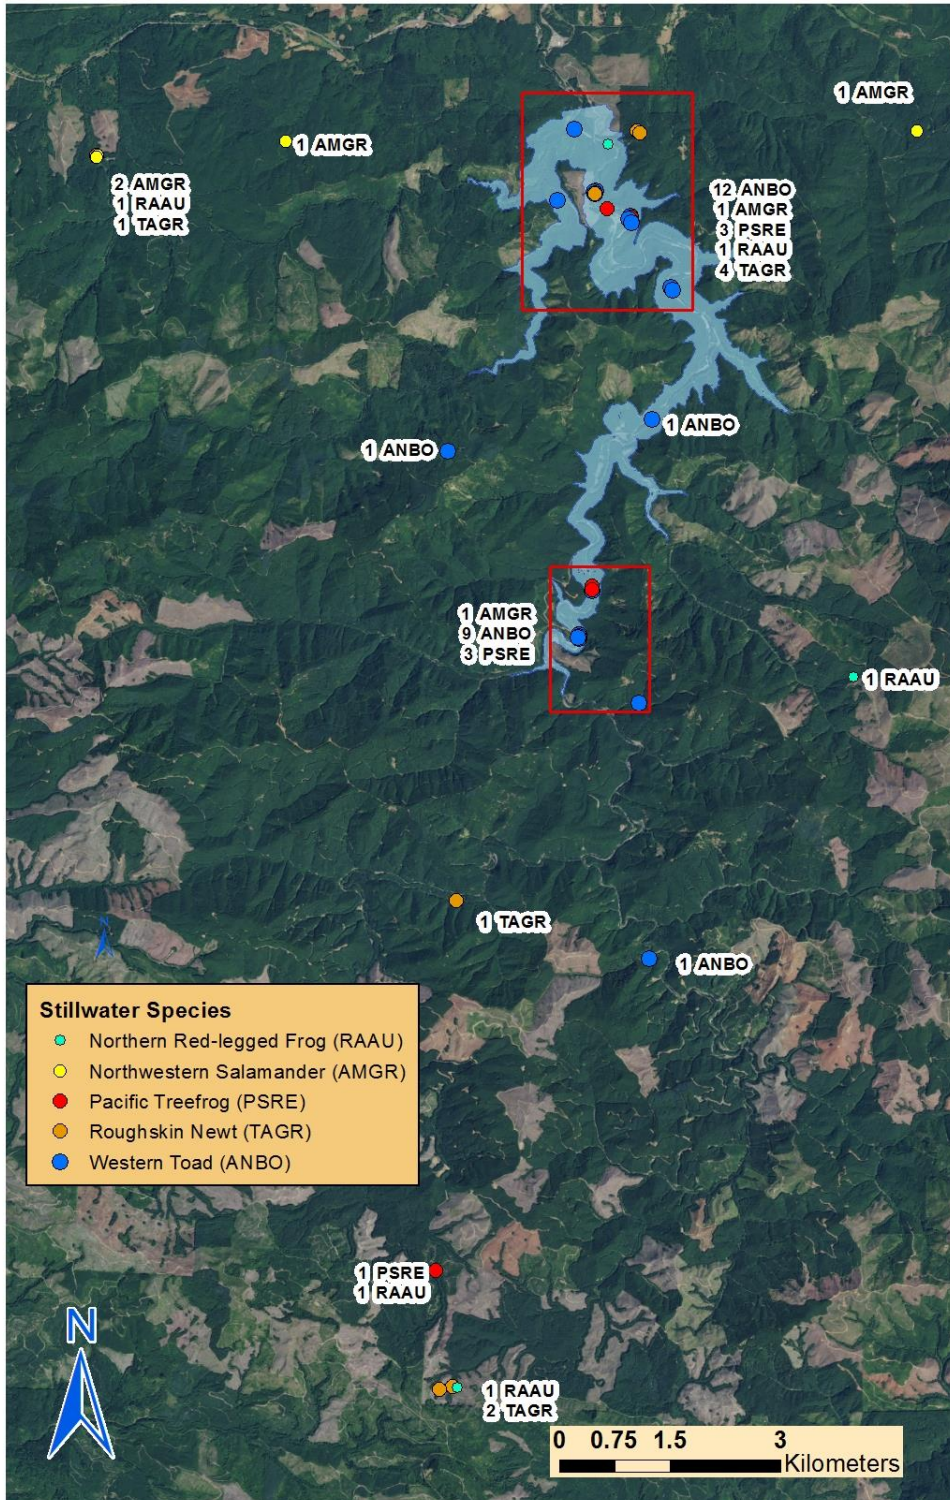 1 AMGR
1 AMGR
2 AMGR
1 RAAU
1 TAGR
12 ANBO
1 AMGR
3 PSRE
1 RAAU
4 TAGR
1 ANBO
1 ANBO
1 AMGR
9 ANBO
3 PSRE
1 RAAU
1 TAGR
1 ANBO
N
Stillwater Species
Northern Red-legged Frog (RAAU)
Northwestern Salamander (AMGR)
Pacific Treefrog (PSRE)
Roughskin Newt (TAGR)
Western Toad (ANBO)
1 PSRE
1 RAAU
N
1 RAAU
2 TAGR
0 0.75 1.5 3
Kilometers